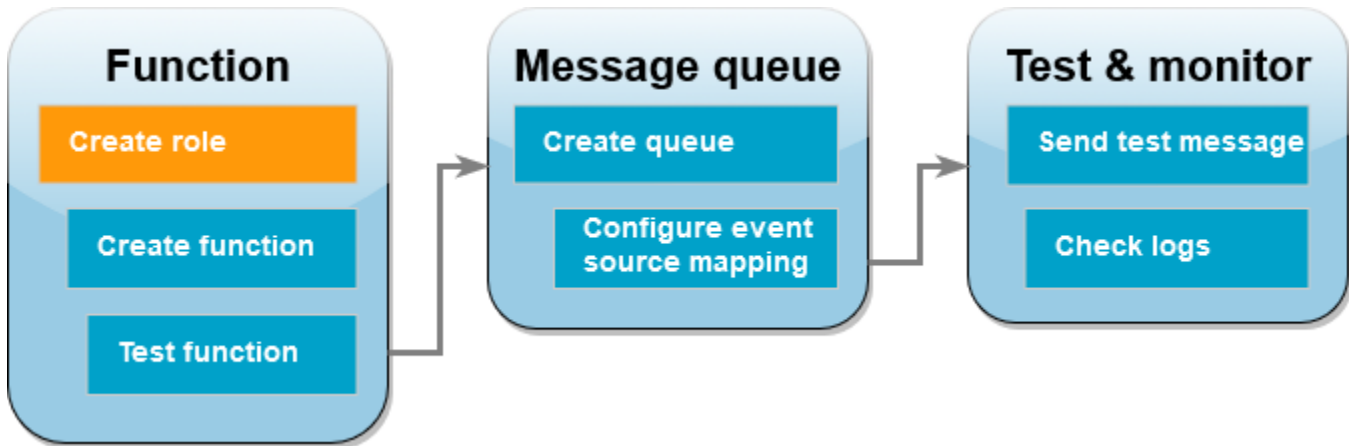 Function
Create role
Create function
Test function
Message queue
Create queue
Configure event
source mapping
Test & monitor
Send test message
Check logs